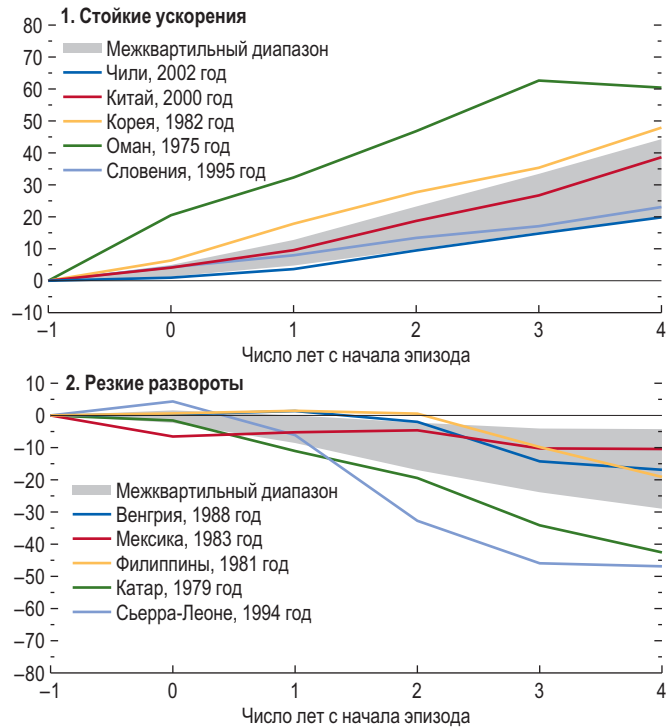 1. Стойкие ускорения
80
70
60
50
40
30
20
10
0
–10
Межквартильный диапазон
Чили, 2002 год
Китай, 2000 год
Корея, 1982 год
Оман, 1975 год
Словения, 1995 год
–1 0 1 2 3 4
Число лет с начала эпизода
2. Резкие развороты
10
0
–10
–20
–30
–40
–50
–60
–70
–80
Межквартильный диапазон
Венгрия, 1988 год
Мексика, 1983 год
Филиппины, 1981 год
Катар, 1979 год
Сьерра-Леоне, 1994 год
–1 0 1 2 3 4
Число лет с начала эпизода